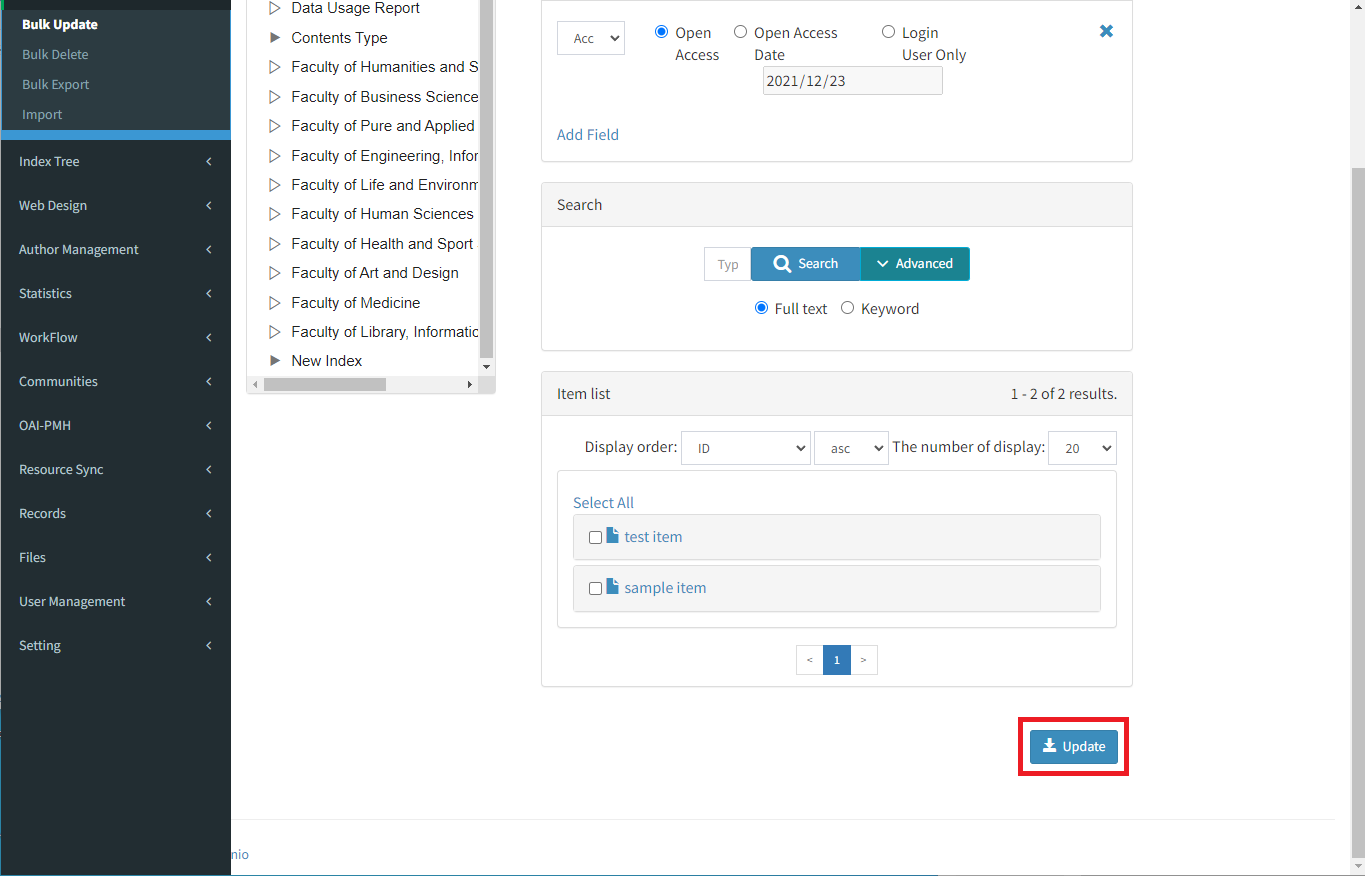 Bulk Update
Bulk Delete
Bulk Export
Import
Index Tree
Web Design
Author Management
Statistics
WorkFlow
Communities
OAI-PMH
Resource Sync
Records
Files
User Management
Setting
Data Usage Report
Contents Type
Faculty of Humanities and S
Faculty of Business Science
Faculty of Pure and Applied
Faculty of Engineering, Infor
Faculty of Life and Environm
Faculty of Human Sciences
Faculty of Health and Sport
Faculty of Art and Design
Faculty of Medicine
Faculty of Library, Informatic
New Index
Acc
Open
Access
Open Access
Date
Login
User Only
2021/12/23
Add Field
Search
Typ
Search
Advanced
Full text
Keyword
Item list
1 - 2 of 2 results.
Display order: ID asc The number of display: 20
Select All
test item
sample item
< 1 >
Update
nio